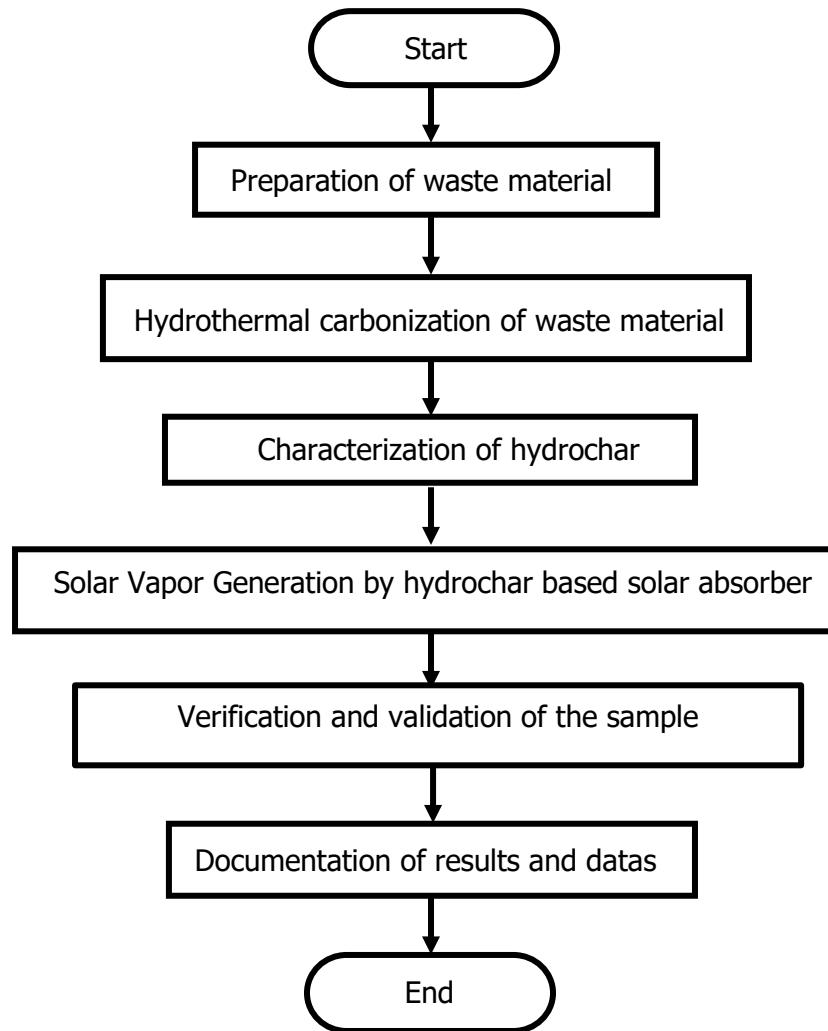 Start
Preparation of waste material
Hydrothermal carbonization of waste material
Characterization of hydrochar
Solar Vapor Generation by hydrochar based solar absorber
Verification and validation of the sample
Documentation of results and datas
End